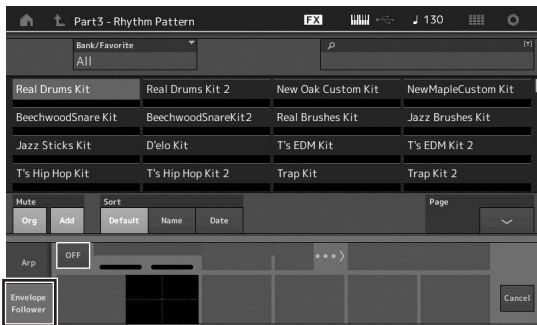 Part3 - Rhythm Pattern FX ♩ 130
Bank/Favorite
All
[T]
Real Drums Kit Real Drums Kit 2 New Oak Custom Kit NewMapleCustom Kit
BeechwoodSnare Kit BeechwoodSnareKit2 Real Brushes Kit Jazz Brushes Kit
Jazz Sticks Kit D'elo Kit T's EDM Kit T's EDM Kit 2
T's Hip Hop Kit T's Hip Hop Kit 2 Trap Kit Trap Kit 2
Mute Sort Page
Org Add Default Name Date
Arp OFF
Envelope
Follower
Cancel